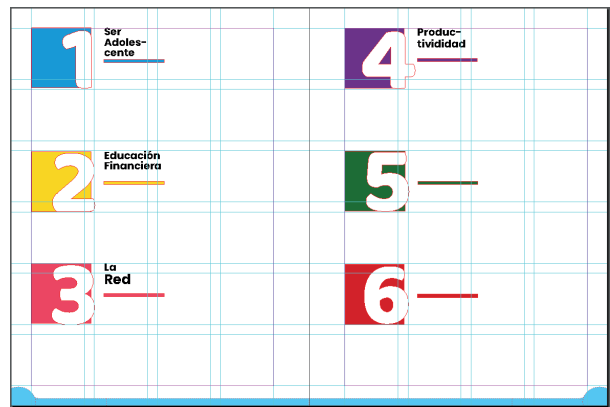 1
Ser
Adoles-
cente
2
Educación
Financiera
3
La
Red
4
Produc-
tivididad
5
6